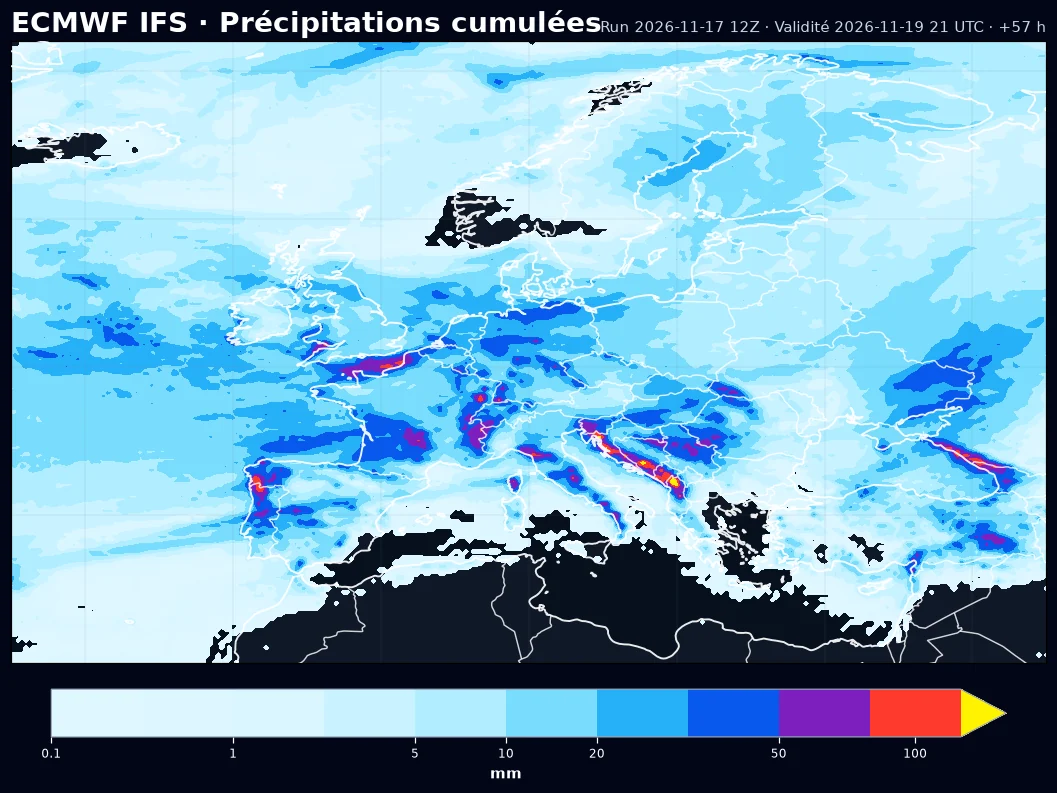 ECMWF IFS · Précipitations cumulées
Run 2026-11-17 12Z · Validité 2026-11-19 21 UTC · +57 h
0.1 1 5 10 20 50 100
mm